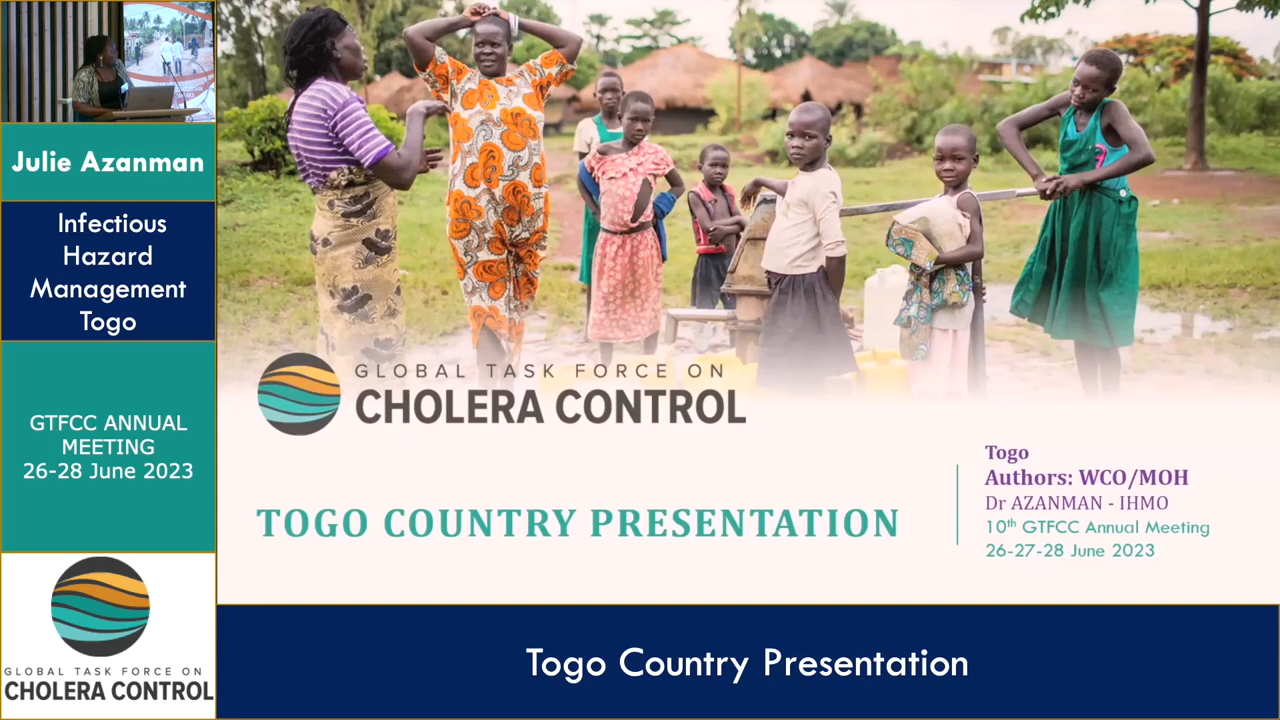 Julie Azanman
Infectious
Hazard
Management
Togo
GTFCC ANNUAL
MEETING
26-28 June 2023
GLOBAL TASK FORCE ON
CHOLERA CONTROL
GLOBAL TASK FORCE ON
CHOLERA CONTROL
TOGO COUNTRY PRESENTATION
Togo
Authors: WCO/MOH
Dr AZANMAN - IHMO
10th GTFCC Annual Meeting
26-27-28 June 2023
Togo Country Presentation